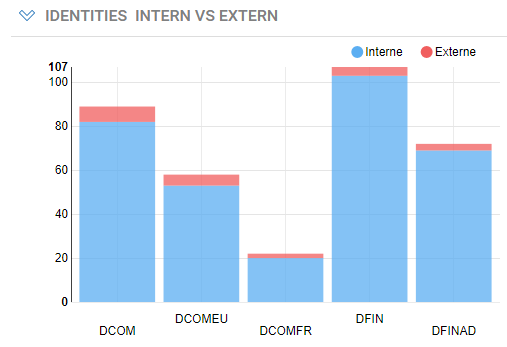 IDENTITIES  INTERN VS EXTERN
Interne Externe
107
100
80
60
40
20
0
DCOM DCOMEU DCOMFR DFIN DFINAD